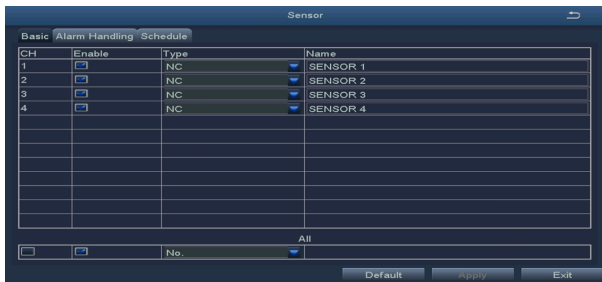 Sensor
Basic Alarm Handling Schedule
CH Enable Type Name
1 NC SENSOR 1
2 NC SENSOR 2
3 NC SENSOR 3
4 NC SENSOR 4
All
No.
Default Apply Exit